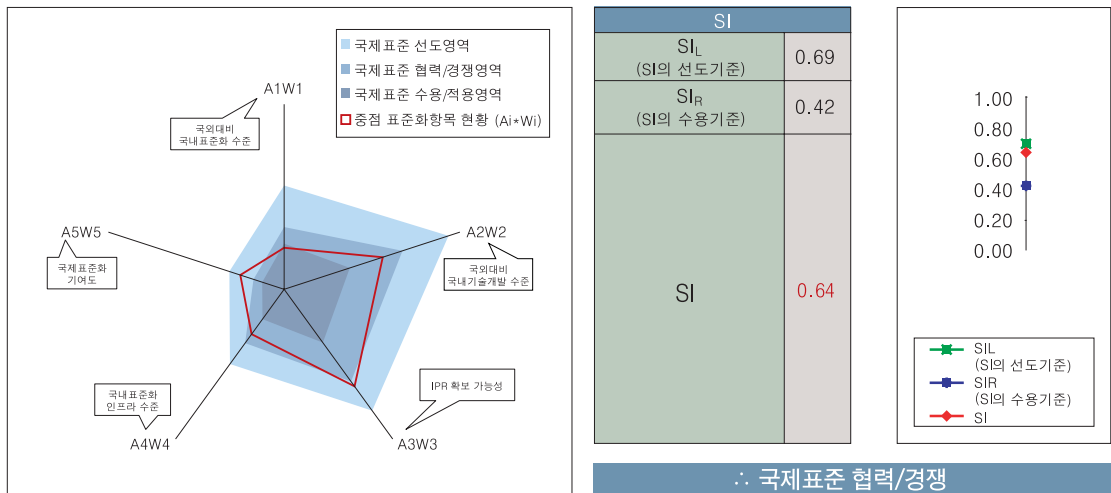 국제표준 선도영역
국제표준 협력/경쟁영역
국제표준 수용/적용영역
중점 표준화항목 현황 (Ai*Wi)
A1W1
국외대비
국내표준화 수준
A2W2
국외대비
국내기술개발 수준
A5W5
국제표준화
기여도
국내표준화
인프라 수준
A4W4
IPR 확보 가능성
A3W3
SI
SIL
(SI의 선도기준)
0.69
SIR
(SI의 수용기준)
0.42
SI
0.64
1.00
0.80
0.60
0.40
0.20
0.00
SIL
(SI의 선도기준)
SIR
(SI의 수용기준)
SI
∴ 국제표준 협력/경쟁